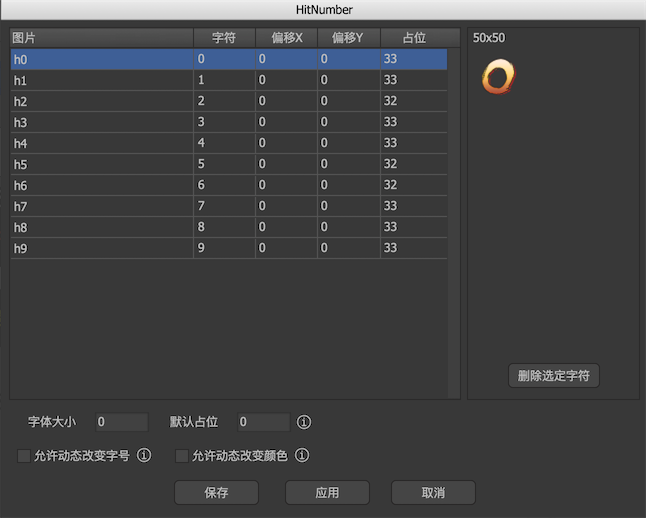 HitNumber
图片 字符 偏移X 偏移Y 占位 50x50
h0 0 0 0 33
h1 1 0 0 33
h2 2 0 0 32
h3 3 0 0 33
h4 4 0 0 33
h5 5 0 0 32
h6 6 0 0 32
h7 7 0 0 33
h8 8 0 0 33
h9 9 0 0 33
删除选定字符
字体大小 0 默认占位 0
允许动态改变字号 允许动态改变颜色
保存 应用 取消